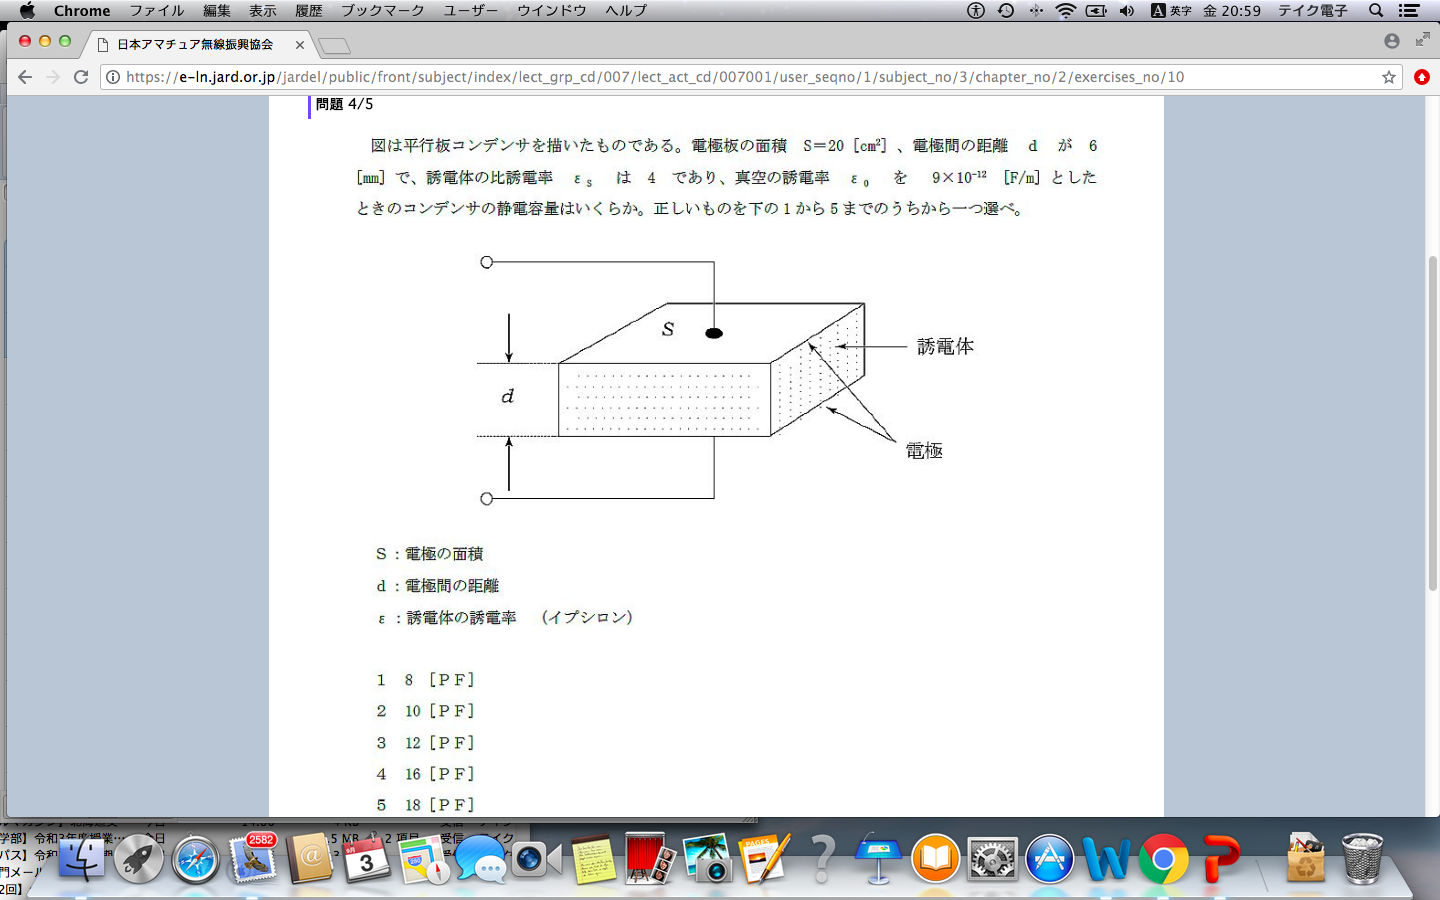 Chrome ファイル 編集 表示 履歴 ブックマーク ユーザー ウインドウ ヘルプ A 英字 金 20:59 テイク電子
日本アマチュア無線振興協会
https://e-ln.jard.or.jp/jardel/public/front/subject/index/lect_grp_cd/007/lect_act_cd/007001/user_seqno/1/subject_no/3/chapter_no/2/exercises_no/10
問題 4/5
図は平行板コンデンサを描いたものである。電極板の面積 S＝20［cm²］、電極間の距離 d が 6
［mm］で、誘電体の比誘電率 εs は 4 であり、真空の誘電率 ε0 を 9×10⁻¹² ［F/m］とした
ときのコンデンサの静電容量はいくらか。正しいものを下の１から５までのうちから一つ選べ。
S
誘電体
d
電極
S：電極の面積
d：電極間の距離
ε：誘電体の誘電率 （イプシロン）
1 8 ［ＰＦ］
2 10［ＰＦ］
3 12［ＰＦ］
4 16［ＰＦ］
5 18［ＰＦ］
2582
3
280
PAGES